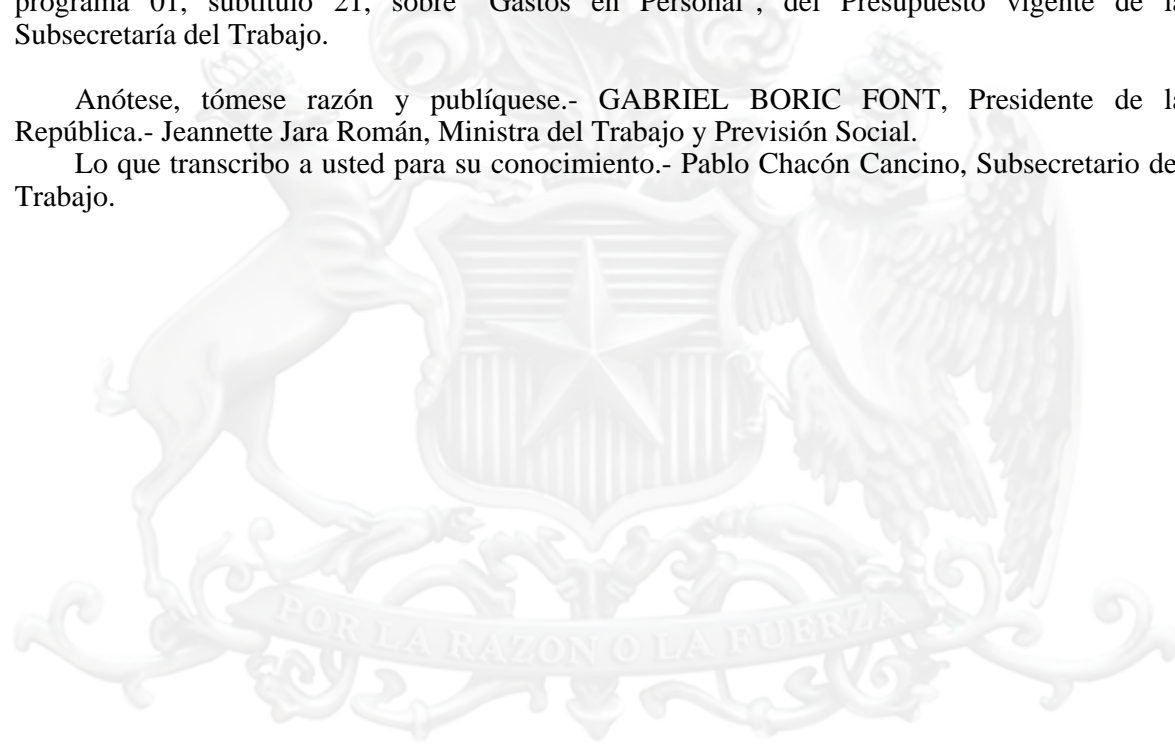 programa 01, subtítulo 21, sobre "Gastos en Personal", del Presupuesto vigente de la
Subsecretaría del Trabajo.
Anótese, tómese razón y publíquese.- GABRIEL BORIC FONT, Presidente de la
República.- Jeannette Jara Román, Ministra del Trabajo y Previsión Social.
Lo que transcribo a usted para su conocimiento.- Pablo Chacón Cancino, Subsecretario del
Trabajo.
POR LA RAZON O LA FUERZA